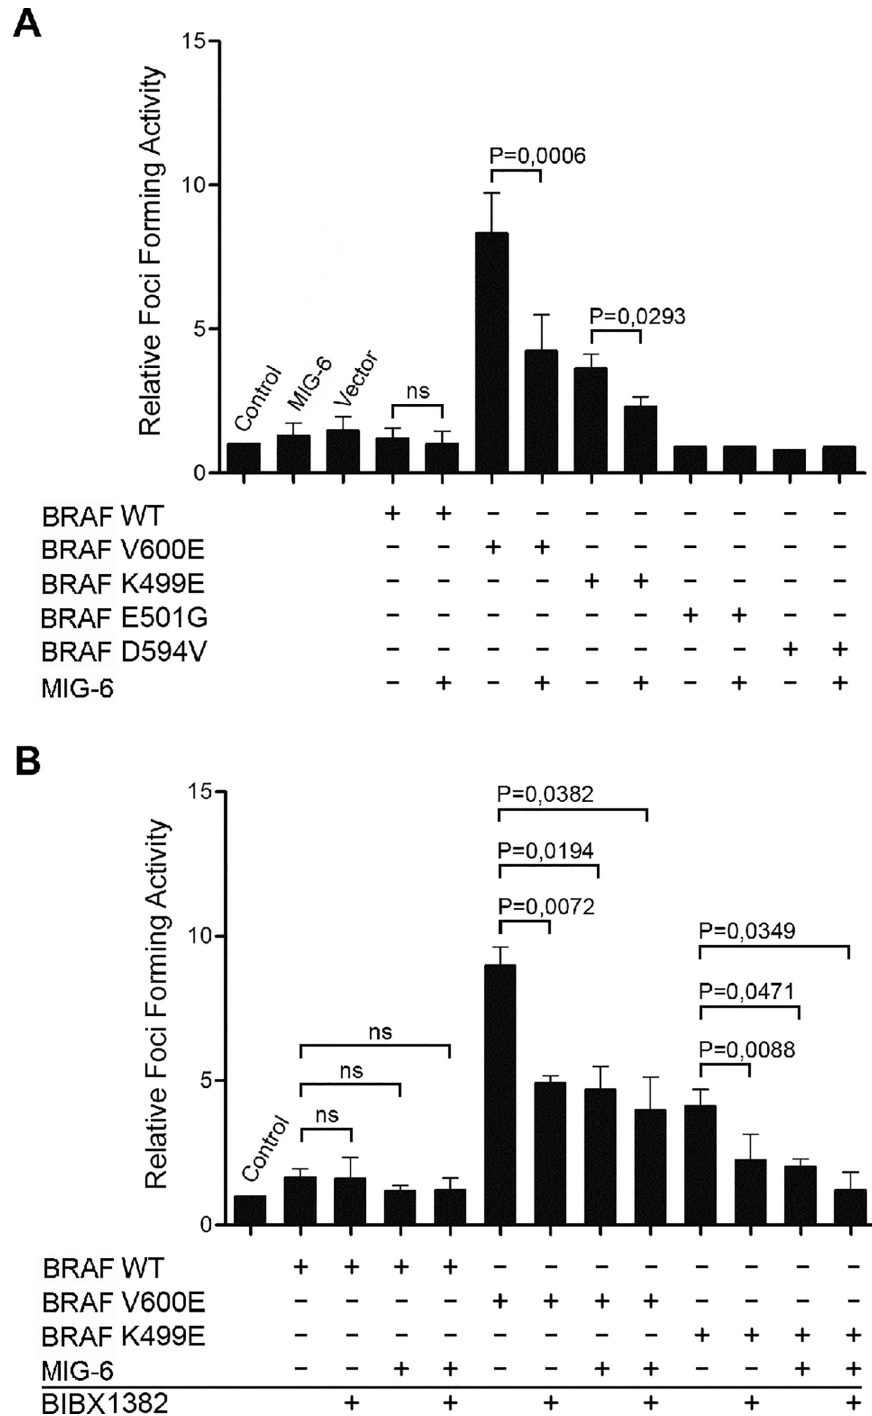 A
Relative Foci Forming Activity
15
10
5
0
Control
MIG-6
Vector
ns
P=0,0006
P=0,0293
BRAF WT + + – – – – – – – –
BRAF V600E – – + + – – – – – –
BRAF K499E – – – – + + – – – –
BRAF E501G – – – – – – + + – –
BRAF D594V – – – – – – – – + +
MIG-6 – + – + – + – + – +
B
Relative Foci Forming Activity
15
10
5
0
Control
ns
ns
ns
P=0,0382
P=0,0194
P=0,0072
P=0,0349
P=0,0471
P=0,0088
BRAF WT + + + + – – – – – – – –
BRAF V600E – – – – + + + + – – – –
BRAF K499E – – – – – – – – + + + +
MIG-6 – – + + – – + + – – + +
BIBX1382 + + + + + +